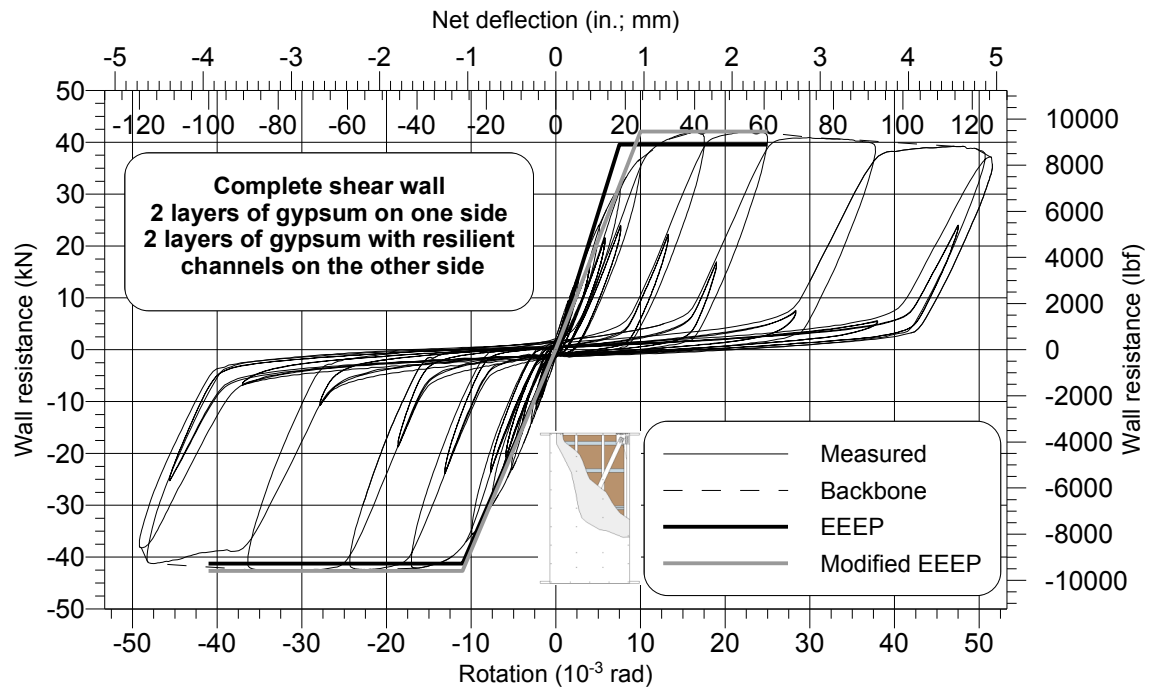 Net deflection (in.; mm)
-5 -4 -3 -2 -1 0 1 2 3 4 5
-120 -100 -80 -60 -40 -20 0 20 40 60 80 100 120
50
40
30
20
10
0
-10
-20
-30
-40
-50
Wall resistance (kN)
Complete shear wall
2 layers of gypsum on one side
2 layers of gypsum with resilient
channels on the other side
10000
8000
6000
4000
2000
0
-2000
-4000
-6000
-8000
-10000
Wall resistance (lbf)
Measured
Backbone
EEEP
Modified EEEP
-50 -40 -30 -20 -10 0 10 20 30 40 50
Rotation (10⁻³ rad)